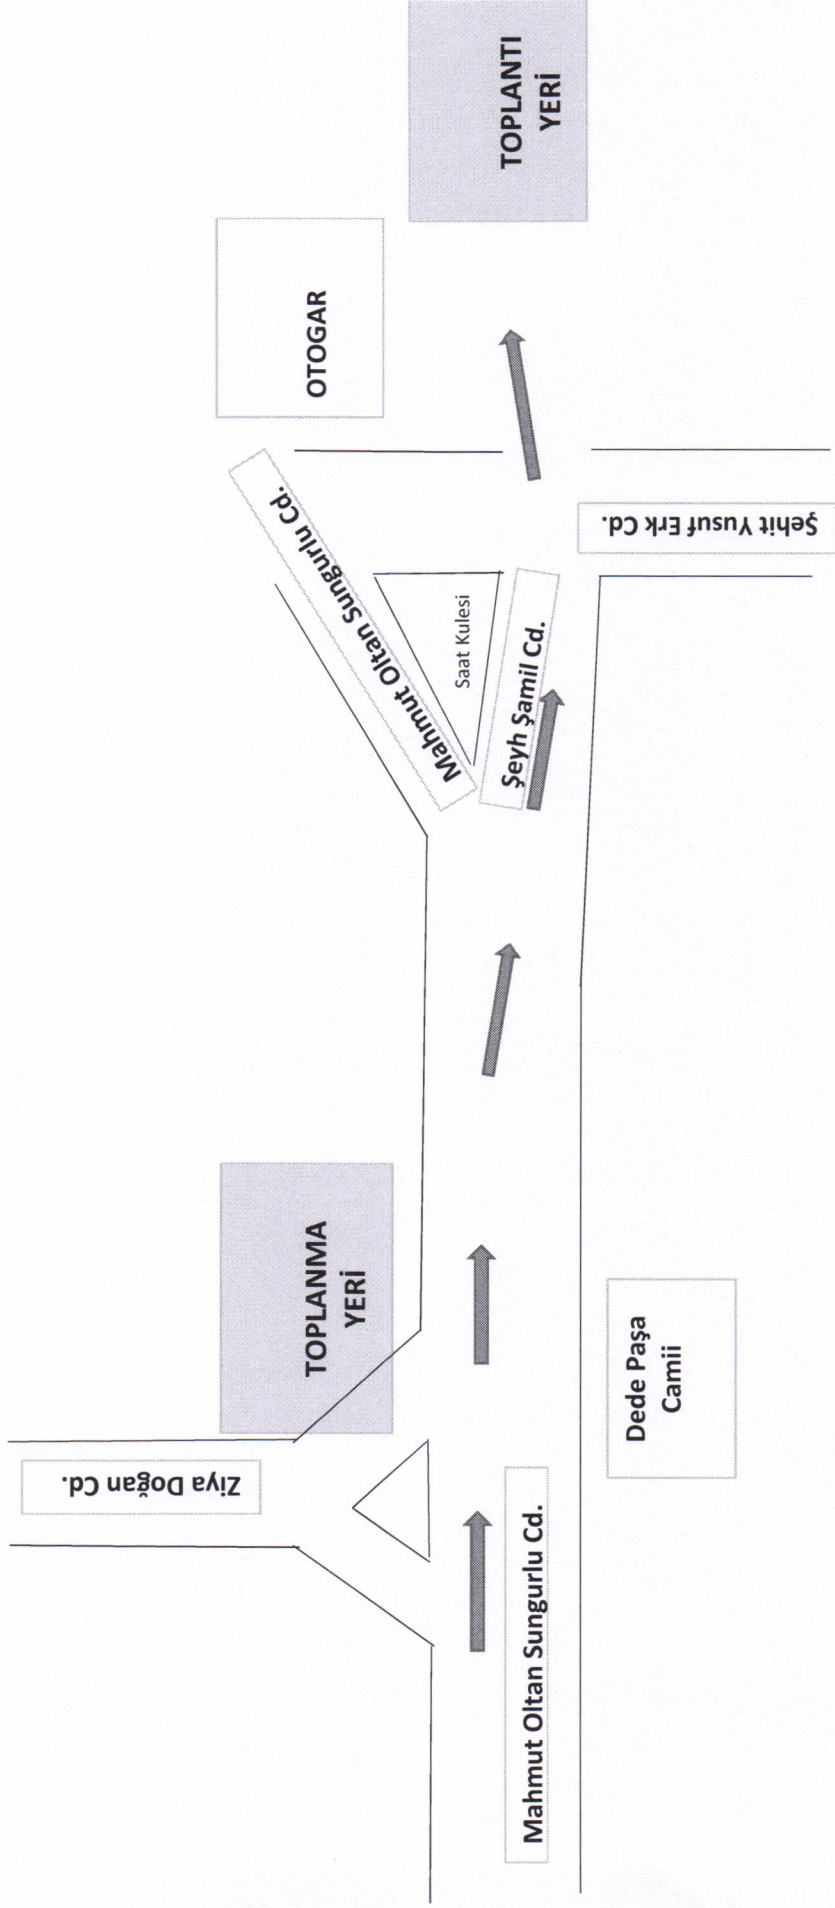 Ziya Doğan Cd.
TOPLANMA
YERİ
Mahmut Oltan Sungurlu Cd.
OTOGAR
Saat Kulesi
Şeyh Şamil Cd.
TOPLANTI
YERİ
Mahmut Oltan Sungurlu Cd.
Dede Paşa
Camii
Şehit Yusuf Erk Cd.